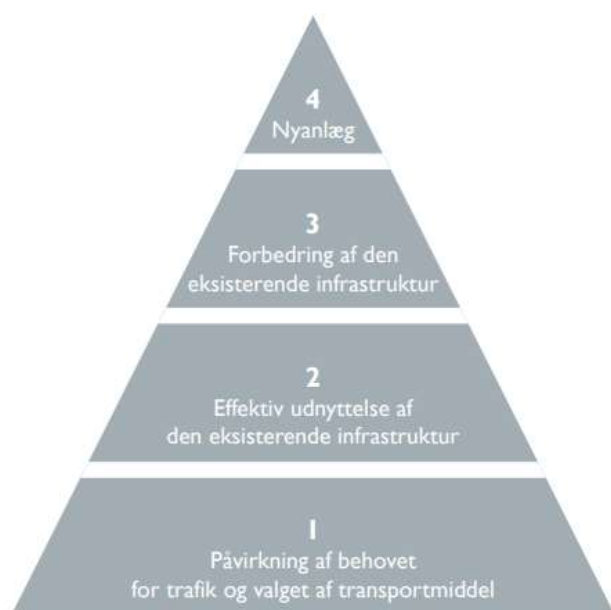 4
Nyanlæg
3
Forbedring af den
eksisterende infrastruktur
2
Effektiv udnyttelse af
den eksisterende infrastruktur
1
Påvirkning af behovet
for trafik og valget af transportmiddel